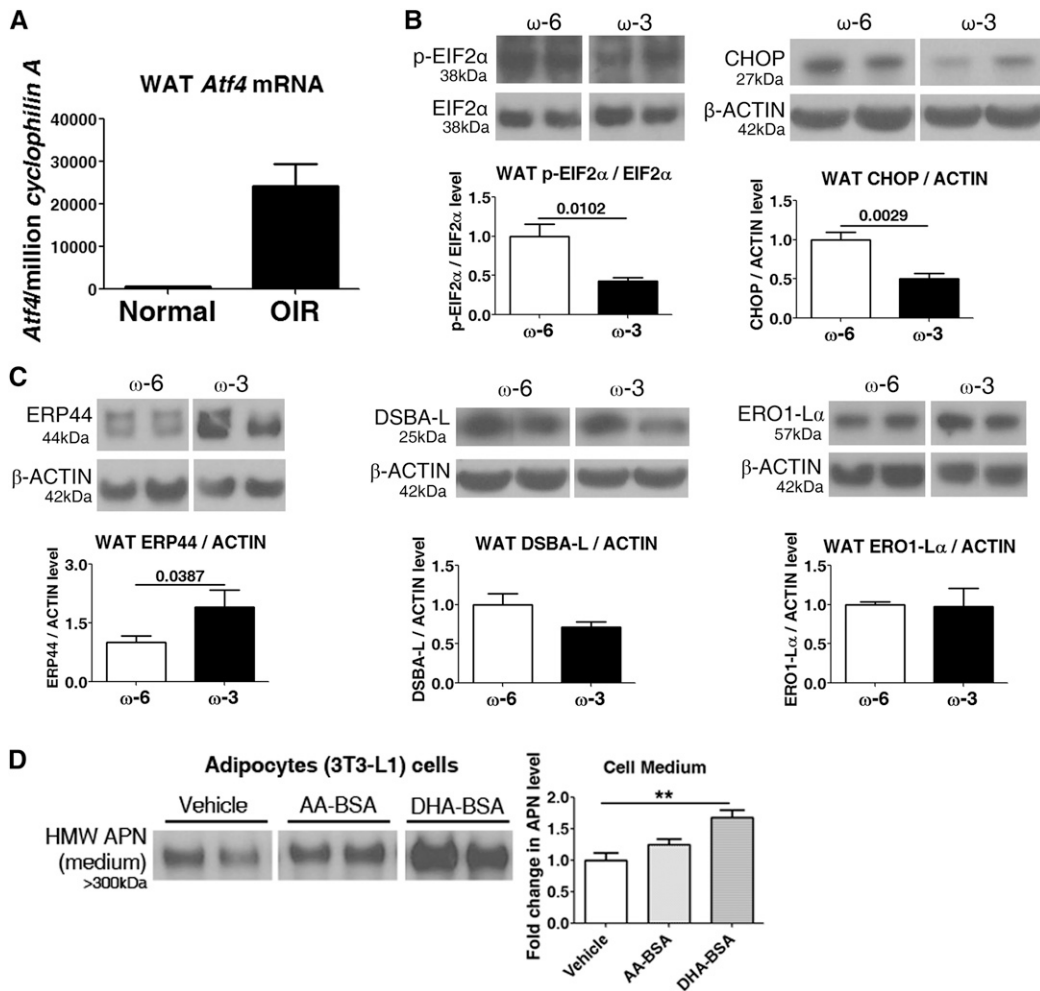 A
WAT Atf4 mRNA
Atf4/million cyclophilin A
40000
30000
20000
10000
0
Normal OIR
B
ω-6 ω-3
p-EIF2α
38kDa
EIF2α
38kDa
WAT p-EIF2α / EIF2α
p-EIF2α / EIF2α level
1.5
1.0
0.5
0.0
0.0102
ω-6 ω-3
ω-6 ω-3
CHOP
27kDa
β-ACTIN
42kDa
WAT CHOP / ACTIN
CHOP / ACTIN level
1.5
1.0
0.5
0.0
0.0029
ω-6 ω-3
C
ω-6 ω-3
ERP44
44kDa
β-ACTIN
42kDa
WAT ERP44 / ACTIN
ERP44 / ACTIN level
3.0
1.5
0.0
0.0387
ω-6 ω-3
ω-6 ω-3
DSBA-L
25kDa
β-ACTIN
42kDa
WAT DSBA-L / ACTIN
DSBA-L / ACTIN level
1.5
1.0
0.5
0.0
ω-6 ω-3
ω-6 ω-3
ERO1-Lα
57kDa
β-ACTIN
42kDa
WAT ERO1-Lα / ACTIN
ERO1-Lα / ACTIN level
1.5
1.0
0.5
0.0
ω-6 ω-3
D
Adipocytes (3T3-L1) cells
Vehicle AA-BSA DHA-BSA
HMW APN
(medium)
>300kDa
Cell Medium
Fold change in APN level
2.0
1.5
1.0
0.5
**
Vehicle
AA-BSA
DHA-BSA